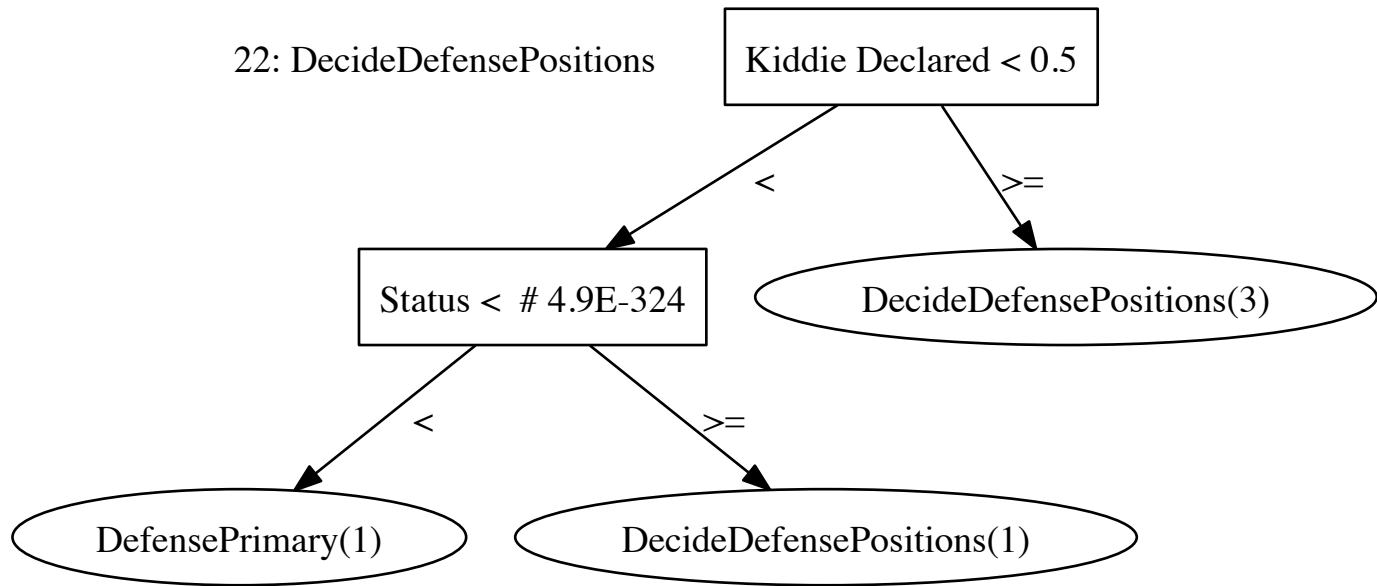 22: DecideDefensePositions
Kiddie Declared < 0.5
<
>=
Status <  # 4.9E-324
DecideDefensePositions(3)
<
>=
DefensePrimary(1)
DecideDefensePositions(1)